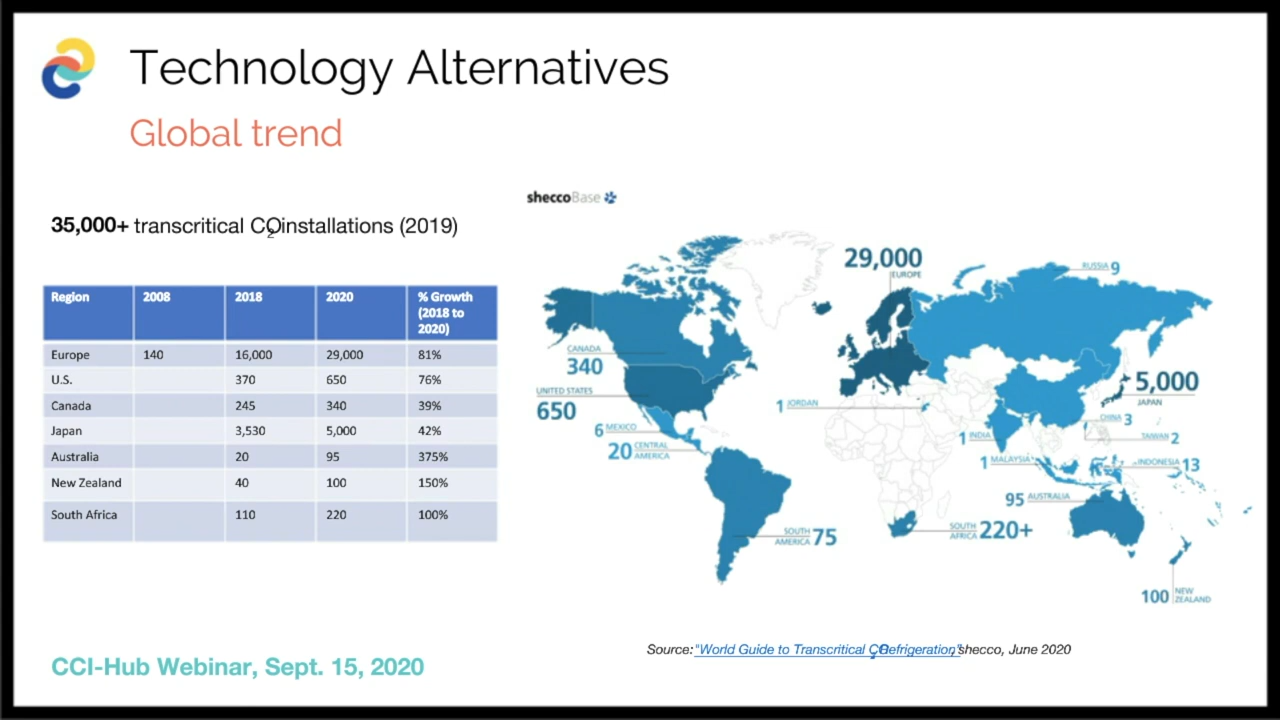 Technology Alternatives
Global trend
sheccoBase
35,000+ transcritical CO2installations (2019)
Region 2008 2018 2020 % Growth
(2018 to
2020)
Europe 140 16,000 29,000 81%
U.S. 370 650 76%
Canada 245 340 39%
Japan 3,530 5,000 42%
Australia 20 95 375%
New Zealand 40 100 150%
South Africa 110 220 100%
29,000
EUROPE
RUSSIA 9
CANADA
340
UNITED STATES
650
6 MEXICO
20 CENTRAL
AMERICA
1 JORDAN
5,000
JAPAN
CHINA 3
TAIWAN 2
1 INDIA
1 MALAYSIA
INDONESIA 13
95 AUSTRALIA
SOUTH
AMERICA 75
SOUTH
AFRICA 220+
100 NEW
ZEALAND
Source:"World Guide to Transcritical CO2Refrigeration", shecco, June 2020
CCI-Hub Webinar, Sept. 15, 2020